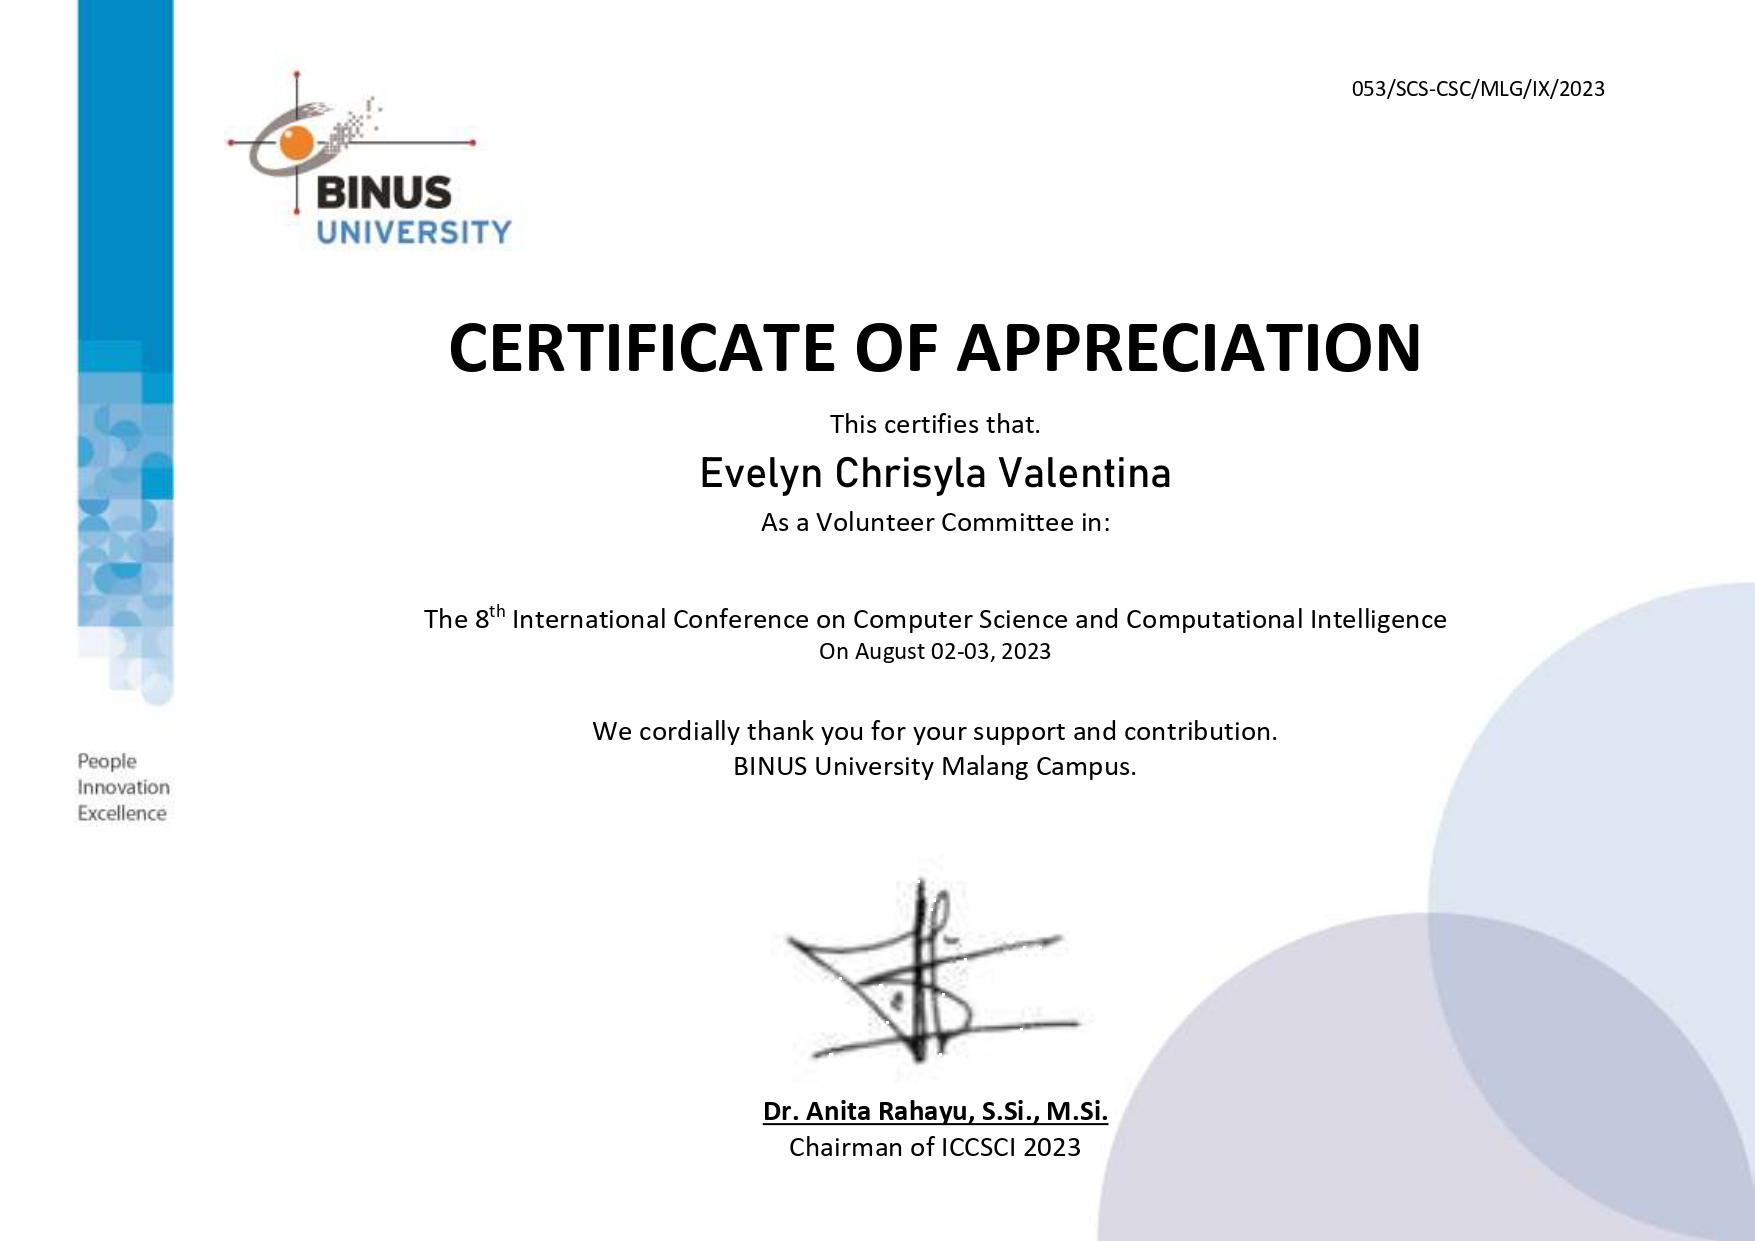 053/SCS-CSC/MLG/IX/2023
BINUS
UNIVERSITY
CERTIFICATE OF APPRECIATION
This certifies that.
Evelyn Chrisyla Valentina
As a Volunteer Committee in:
The 8th International Conference on Computer Science and Computational Intelligence
On August 02-03, 2023
We cordially thank you for your support and contribution.
BINUS University Malang Campus.
People
Innovation
Excellence
Dr. Anita Rahayu, S.Si., M.Si.
Chairman of ICCSCI 2023